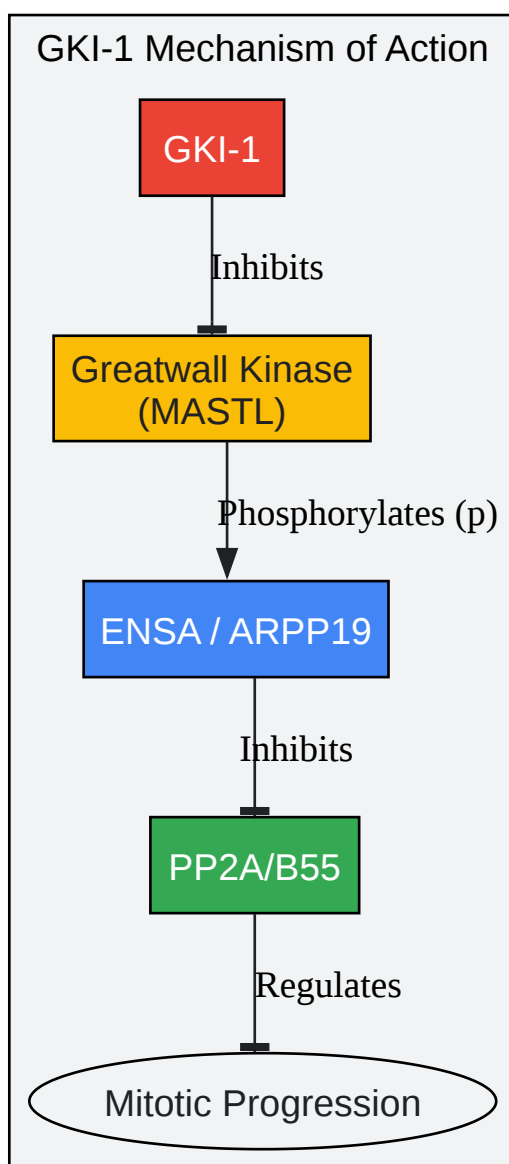 GKI-1 Mechanism of Action
GKI-1
Inhibits
Greatwall Kinase
(MASTL)
Phosphorylates (p)
ENSA / ARPP19
Inhibits
PP2A/B55
Regulates
Mitotic Progression